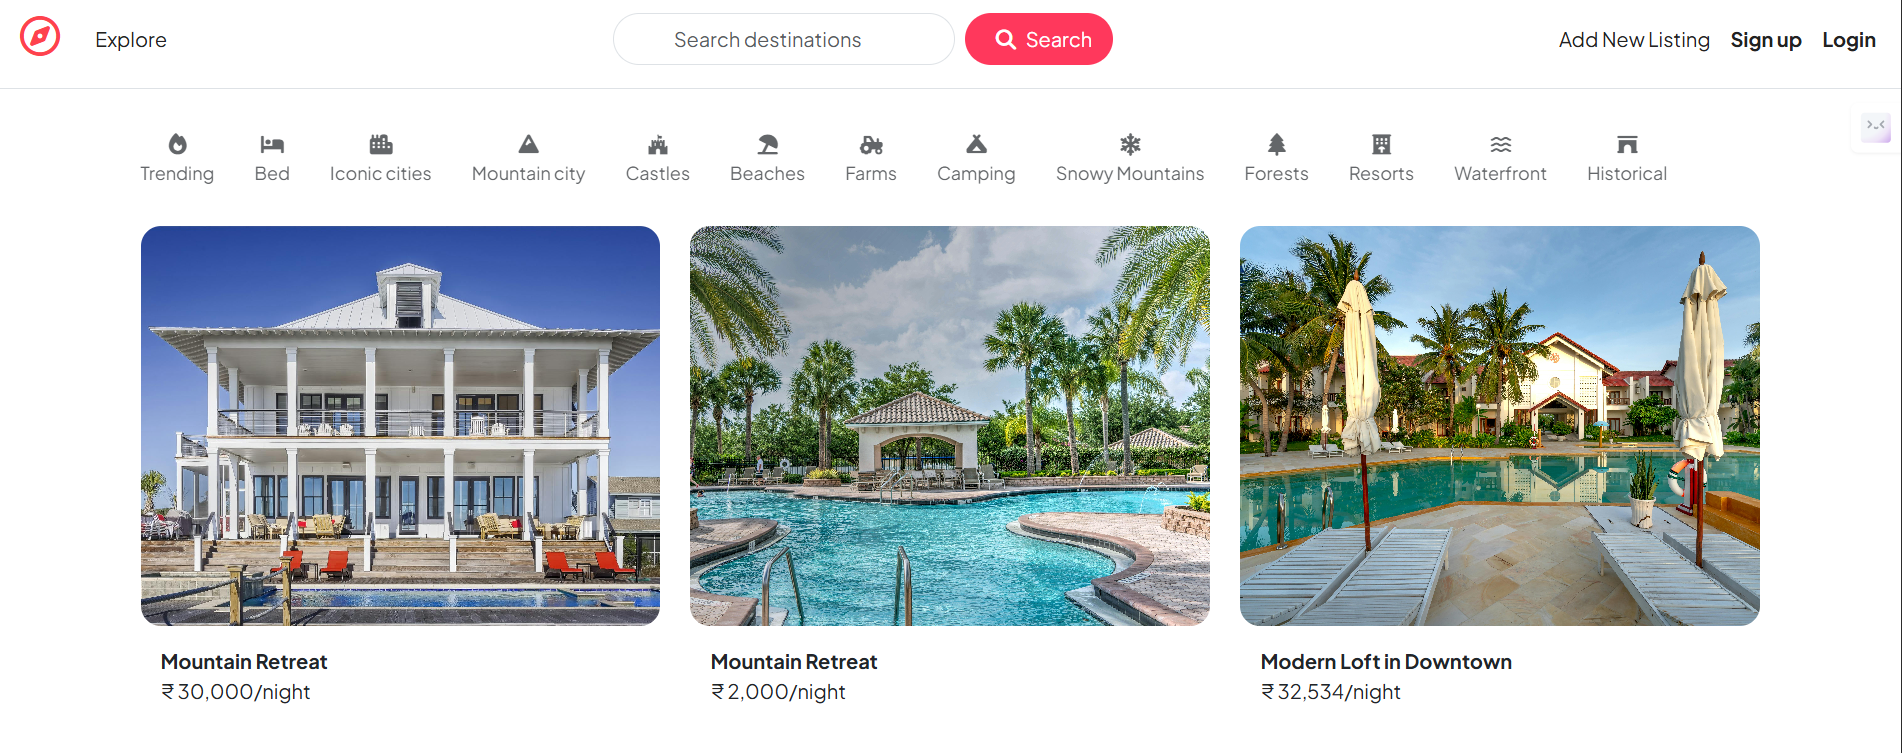 Explore
Search destinations
Search
Add New Listing
Sign up
Login
Trending
Bed
Iconic cities
Mountain city
Castles
Beaches
Farms
Camping
Snowy Mountains
Forests
Resorts
Waterfront
Historical
Mountain Retreat
₹ 30,000/night
Mountain Retreat
₹ 2,000/night
Modern Loft in Downtown
₹ 32,534/night